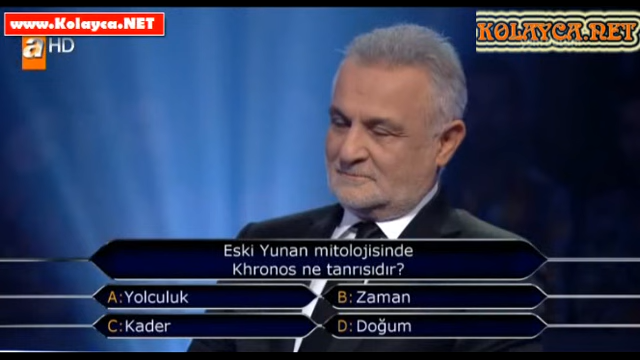 www.Kolayca.NET
KOLAYCA.NET
a HD
Eski Yunan mitolojisinde
Khronos ne tanrısıdır?
A:Yolculuk
B:Zaman
C:Kader
D:Doğum